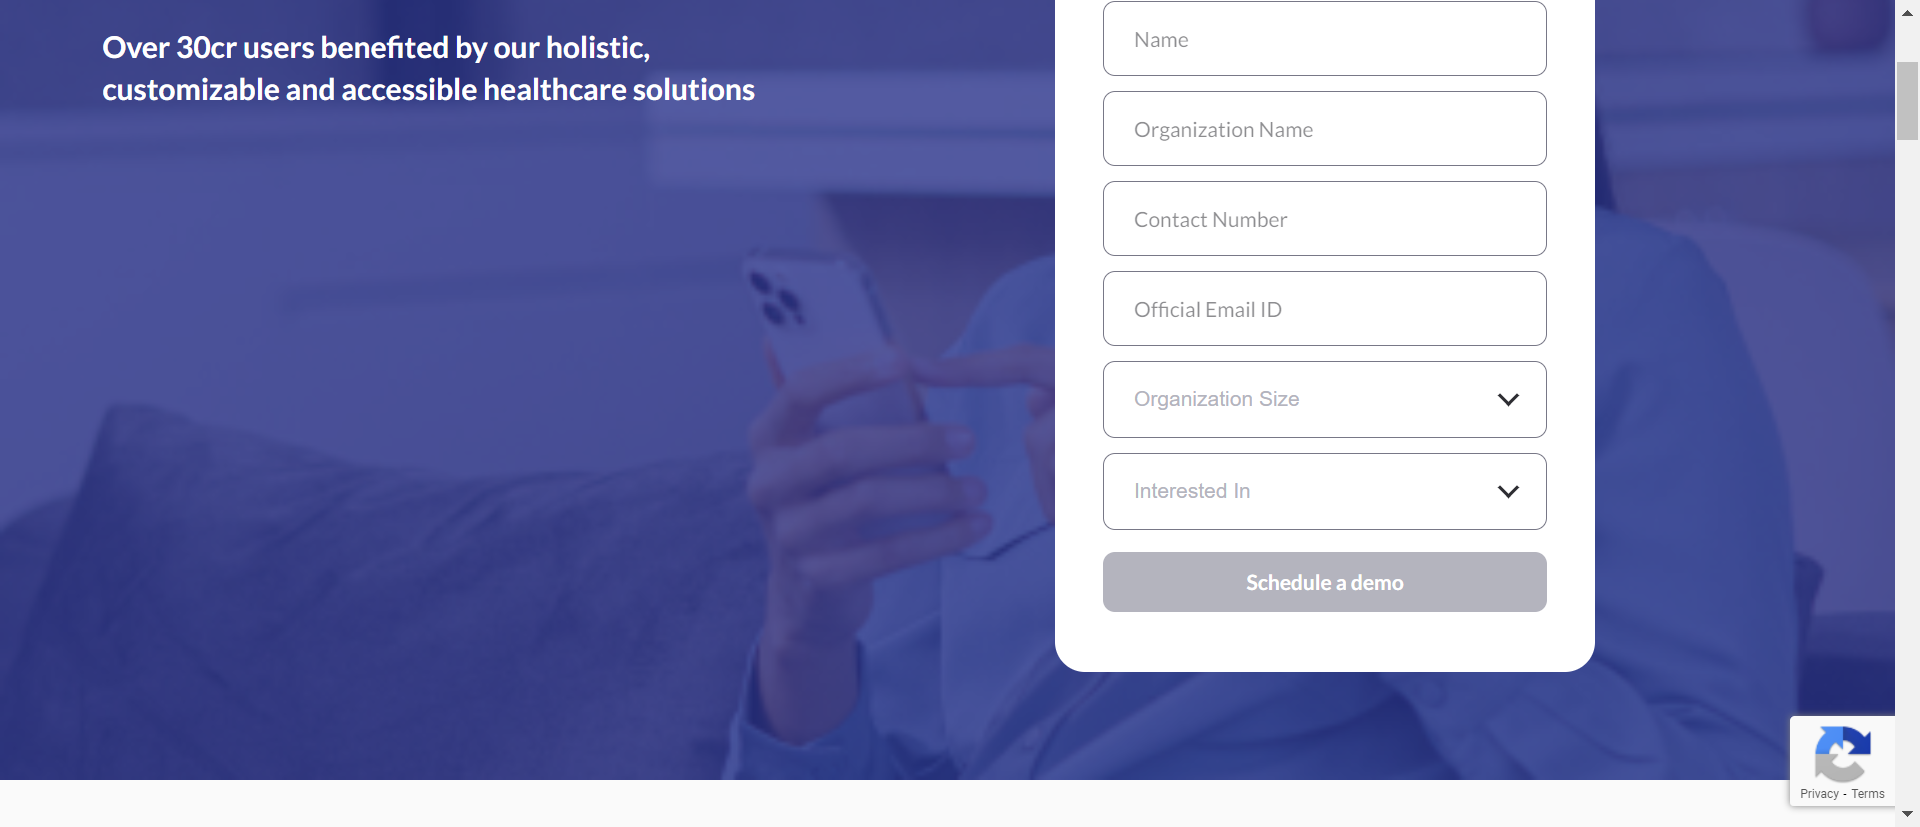 Over 30cr users benefited by our holistic,
customizable and accessible healthcare solutions
Name
Organization Name
Contact Number
Official Email ID
Organization Size
Interested In
Schedule a demo
Privacy - Terms